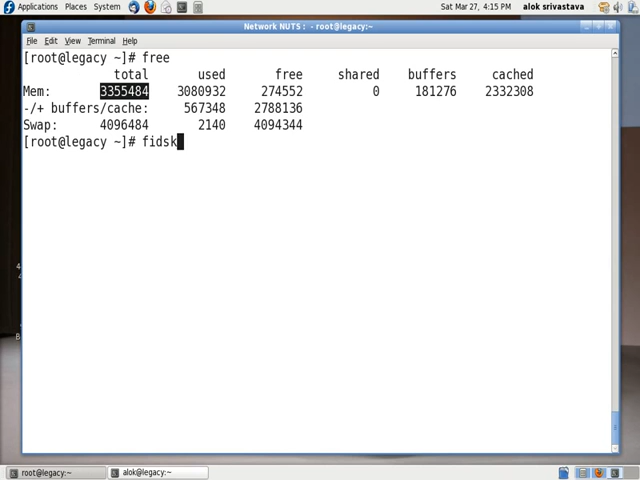 Applications Places System Sat Mar 27, 4:15 PM alok srivastava
Network NUTS : - root@legacy:~
File Edit View Terminal Help
[root@legacy ~]# free
total used free shared buffers cached
Mem: 3355484 3080932 274552 0 181276 2332308
-/+ buffers/cache: 567348 2788136
Swap: 4096484 2140 4094344
[root@legacy ~]# fidsk
root@legacy:~ alok@legacy:~